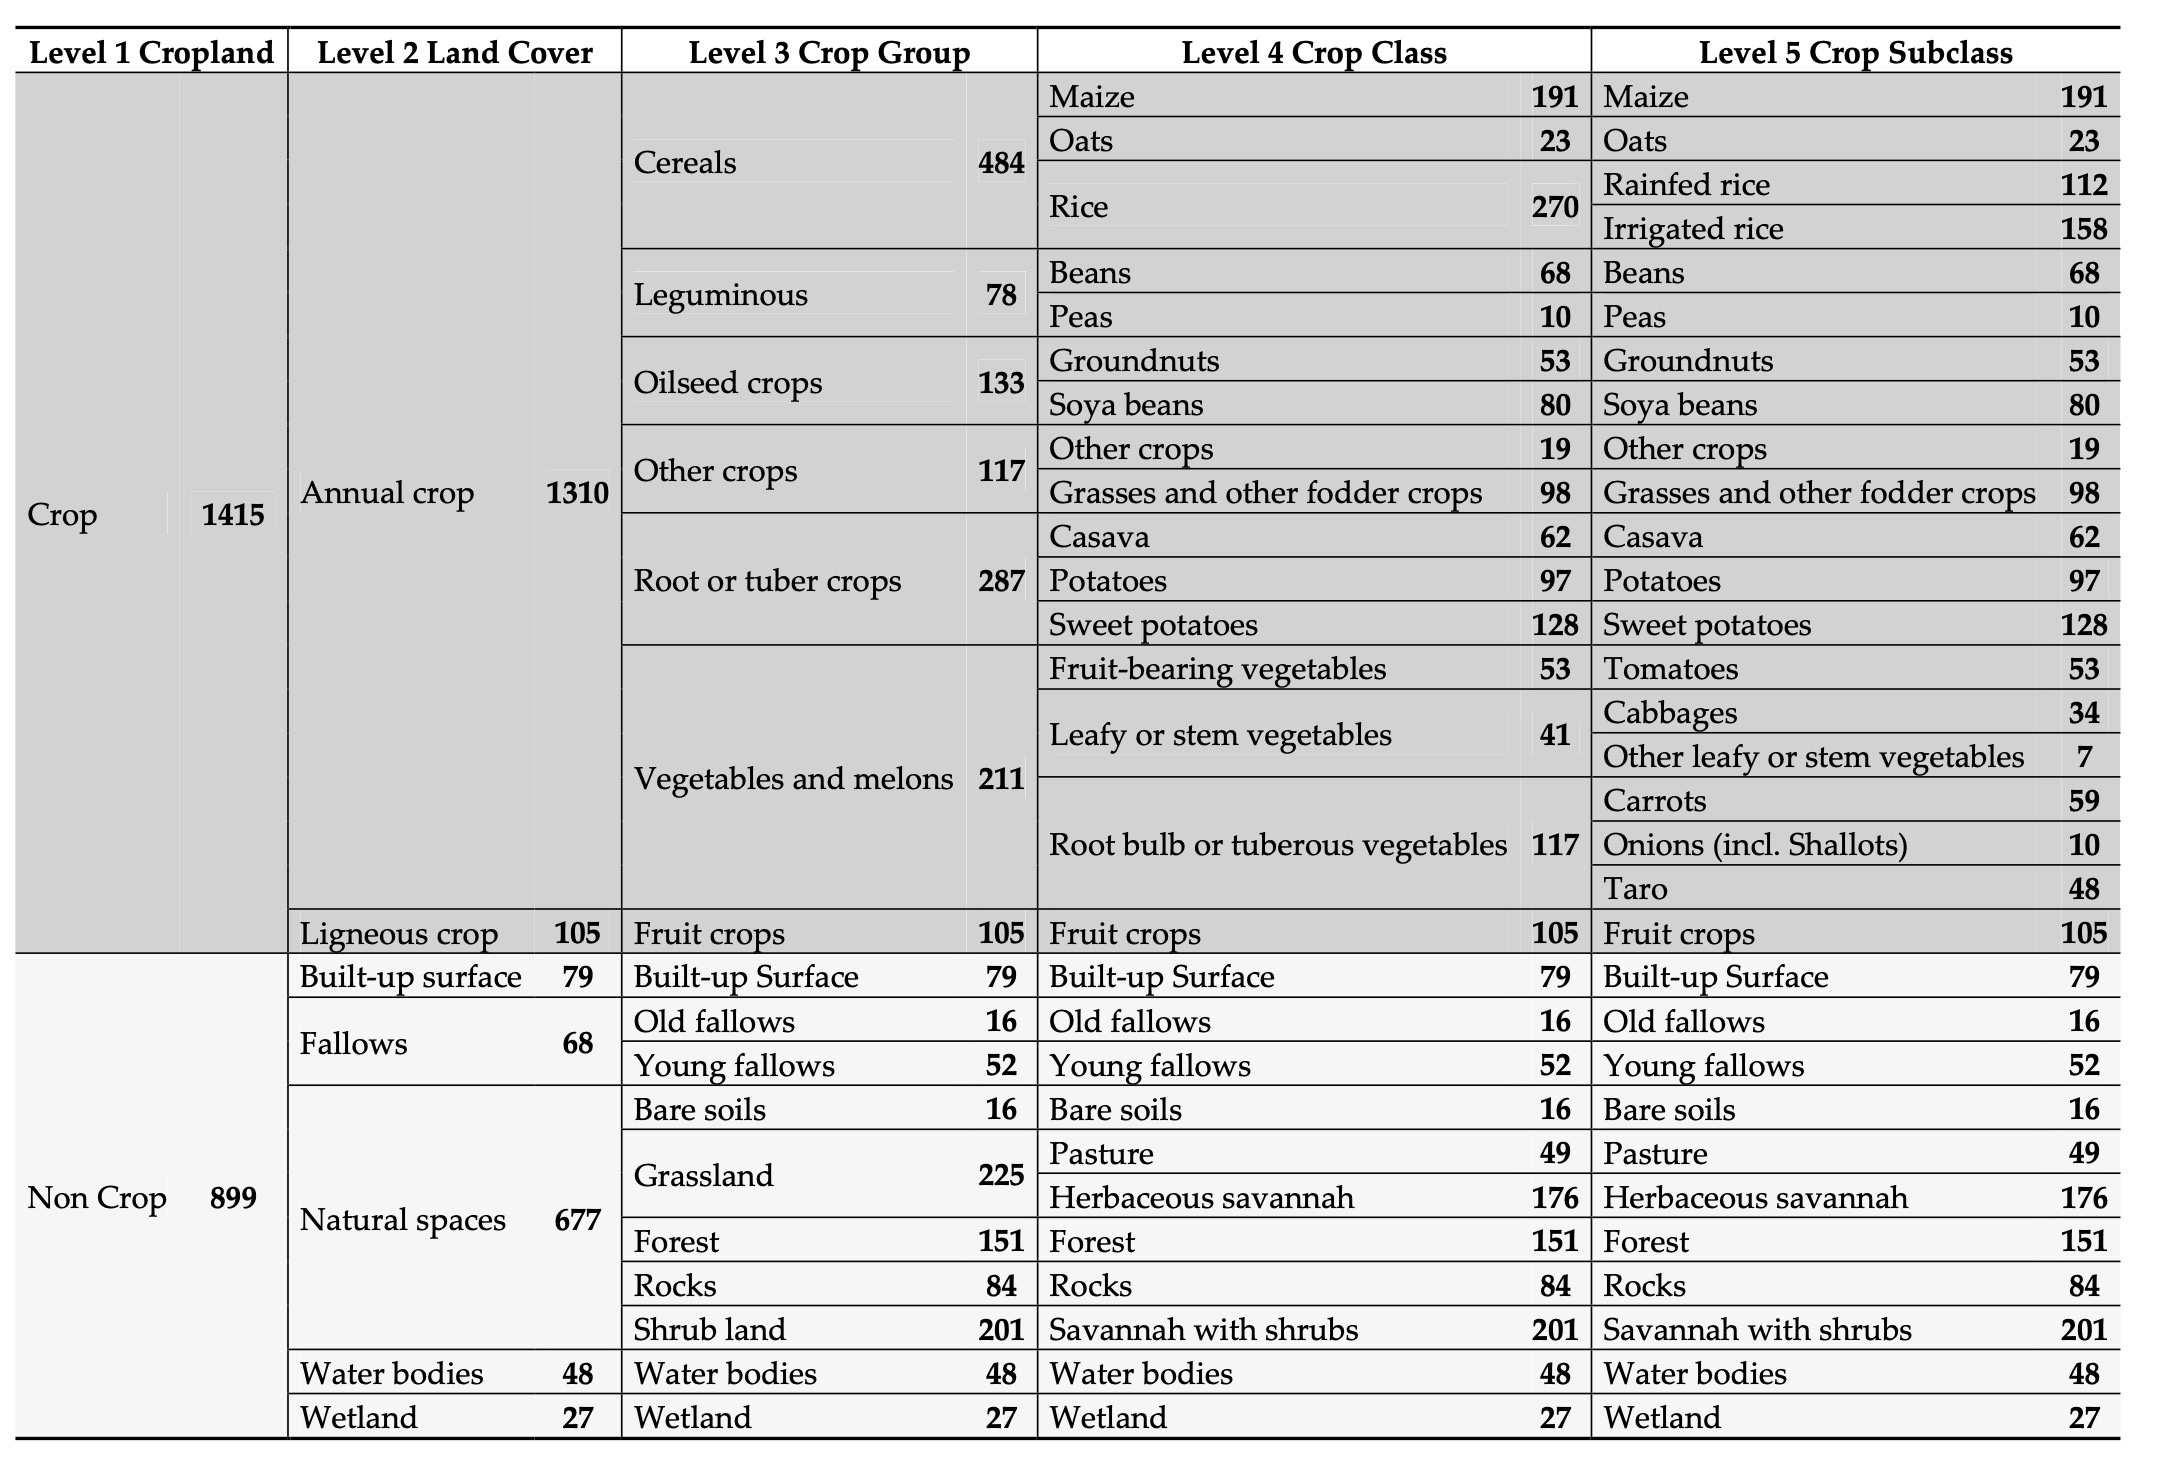 Level 1 Cropland Level 2 Land Cover Level 3 Crop Group Level 4 Crop Class Level 5 Crop Subclass
Crop 1415 Annual crop 1310 Cereals 484 Maize 191 Maize 191
Oats 23 Oats 23
Rice 270 Rainfed rice 112
Irrigated rice 158
Leguminous 78 Beans 68 Beans 68
Peas 10 Peas 10
Oilseed crops 133 Groundnuts 53 Groundnuts 53
Soya beans 80 Soya beans 80
Other crops 117 Other crops 19 Other crops 19
Grasses and other fodder crops 98 Grasses and other fodder crops 98
Root or tuber crops 287 Casava 62 Casava 62
Potatoes 97 Potatoes 97
Sweet potatoes 128 Sweet potatoes 128
Vegetables and melons 211 Fruit-bearing vegetables 53 Tomatoes 53
Leafy or stem vegetables 41 Cabbages 34
Other leafy or stem vegetables 7
Root bulb or tuberous vegetables 117 Carrots 59
Onions (incl. Shallots) 10
Taro 48
Ligneous crop 105 Fruit crops 105 Fruit crops 105 Fruit crops 105
Non Crop 899 Built-up surface 79 Built-up Surface 79 Built-up Surface 79 Built-up Surface 79
Fallows 68 Old fallows 16 Old fallows 16 Old fallows 16
Young fallows 52 Young fallows 52 Young fallows 52
Natural spaces 677 Bare soils 16 Bare soils 16 Bare soils 16
Grassland 225 Pasture 49 Pasture 49
Herbaceous savannah 176 Herbaceous savannah 176
Forest 151 Forest 151 Forest 151
Rocks 84 Rocks 84 Rocks 84
Shrub land 201 Savannah with shrubs 201 Savannah with shrubs 201
Water bodies 48 Water bodies 48 Water bodies 48 Water bodies 48
Wetland 27 Wetland 27 Wetland 27 Wetland 27